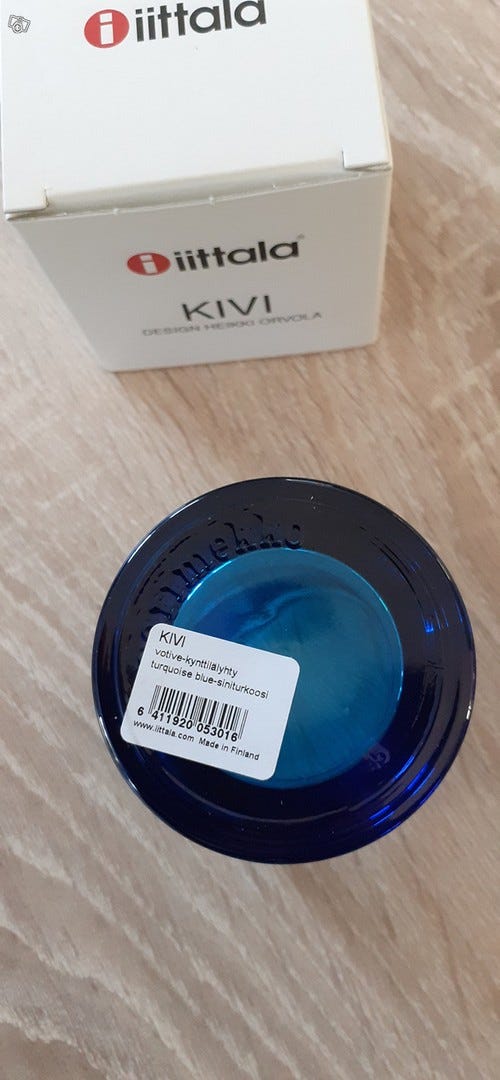 iittala
iittala
KIVI
DESIGN HEIKKI ORVOLA
KIVI
votive-kynttilälyhty
turquoise blue-siniturkoosi
6 411920 053016
www.iittala.com Made in Finland